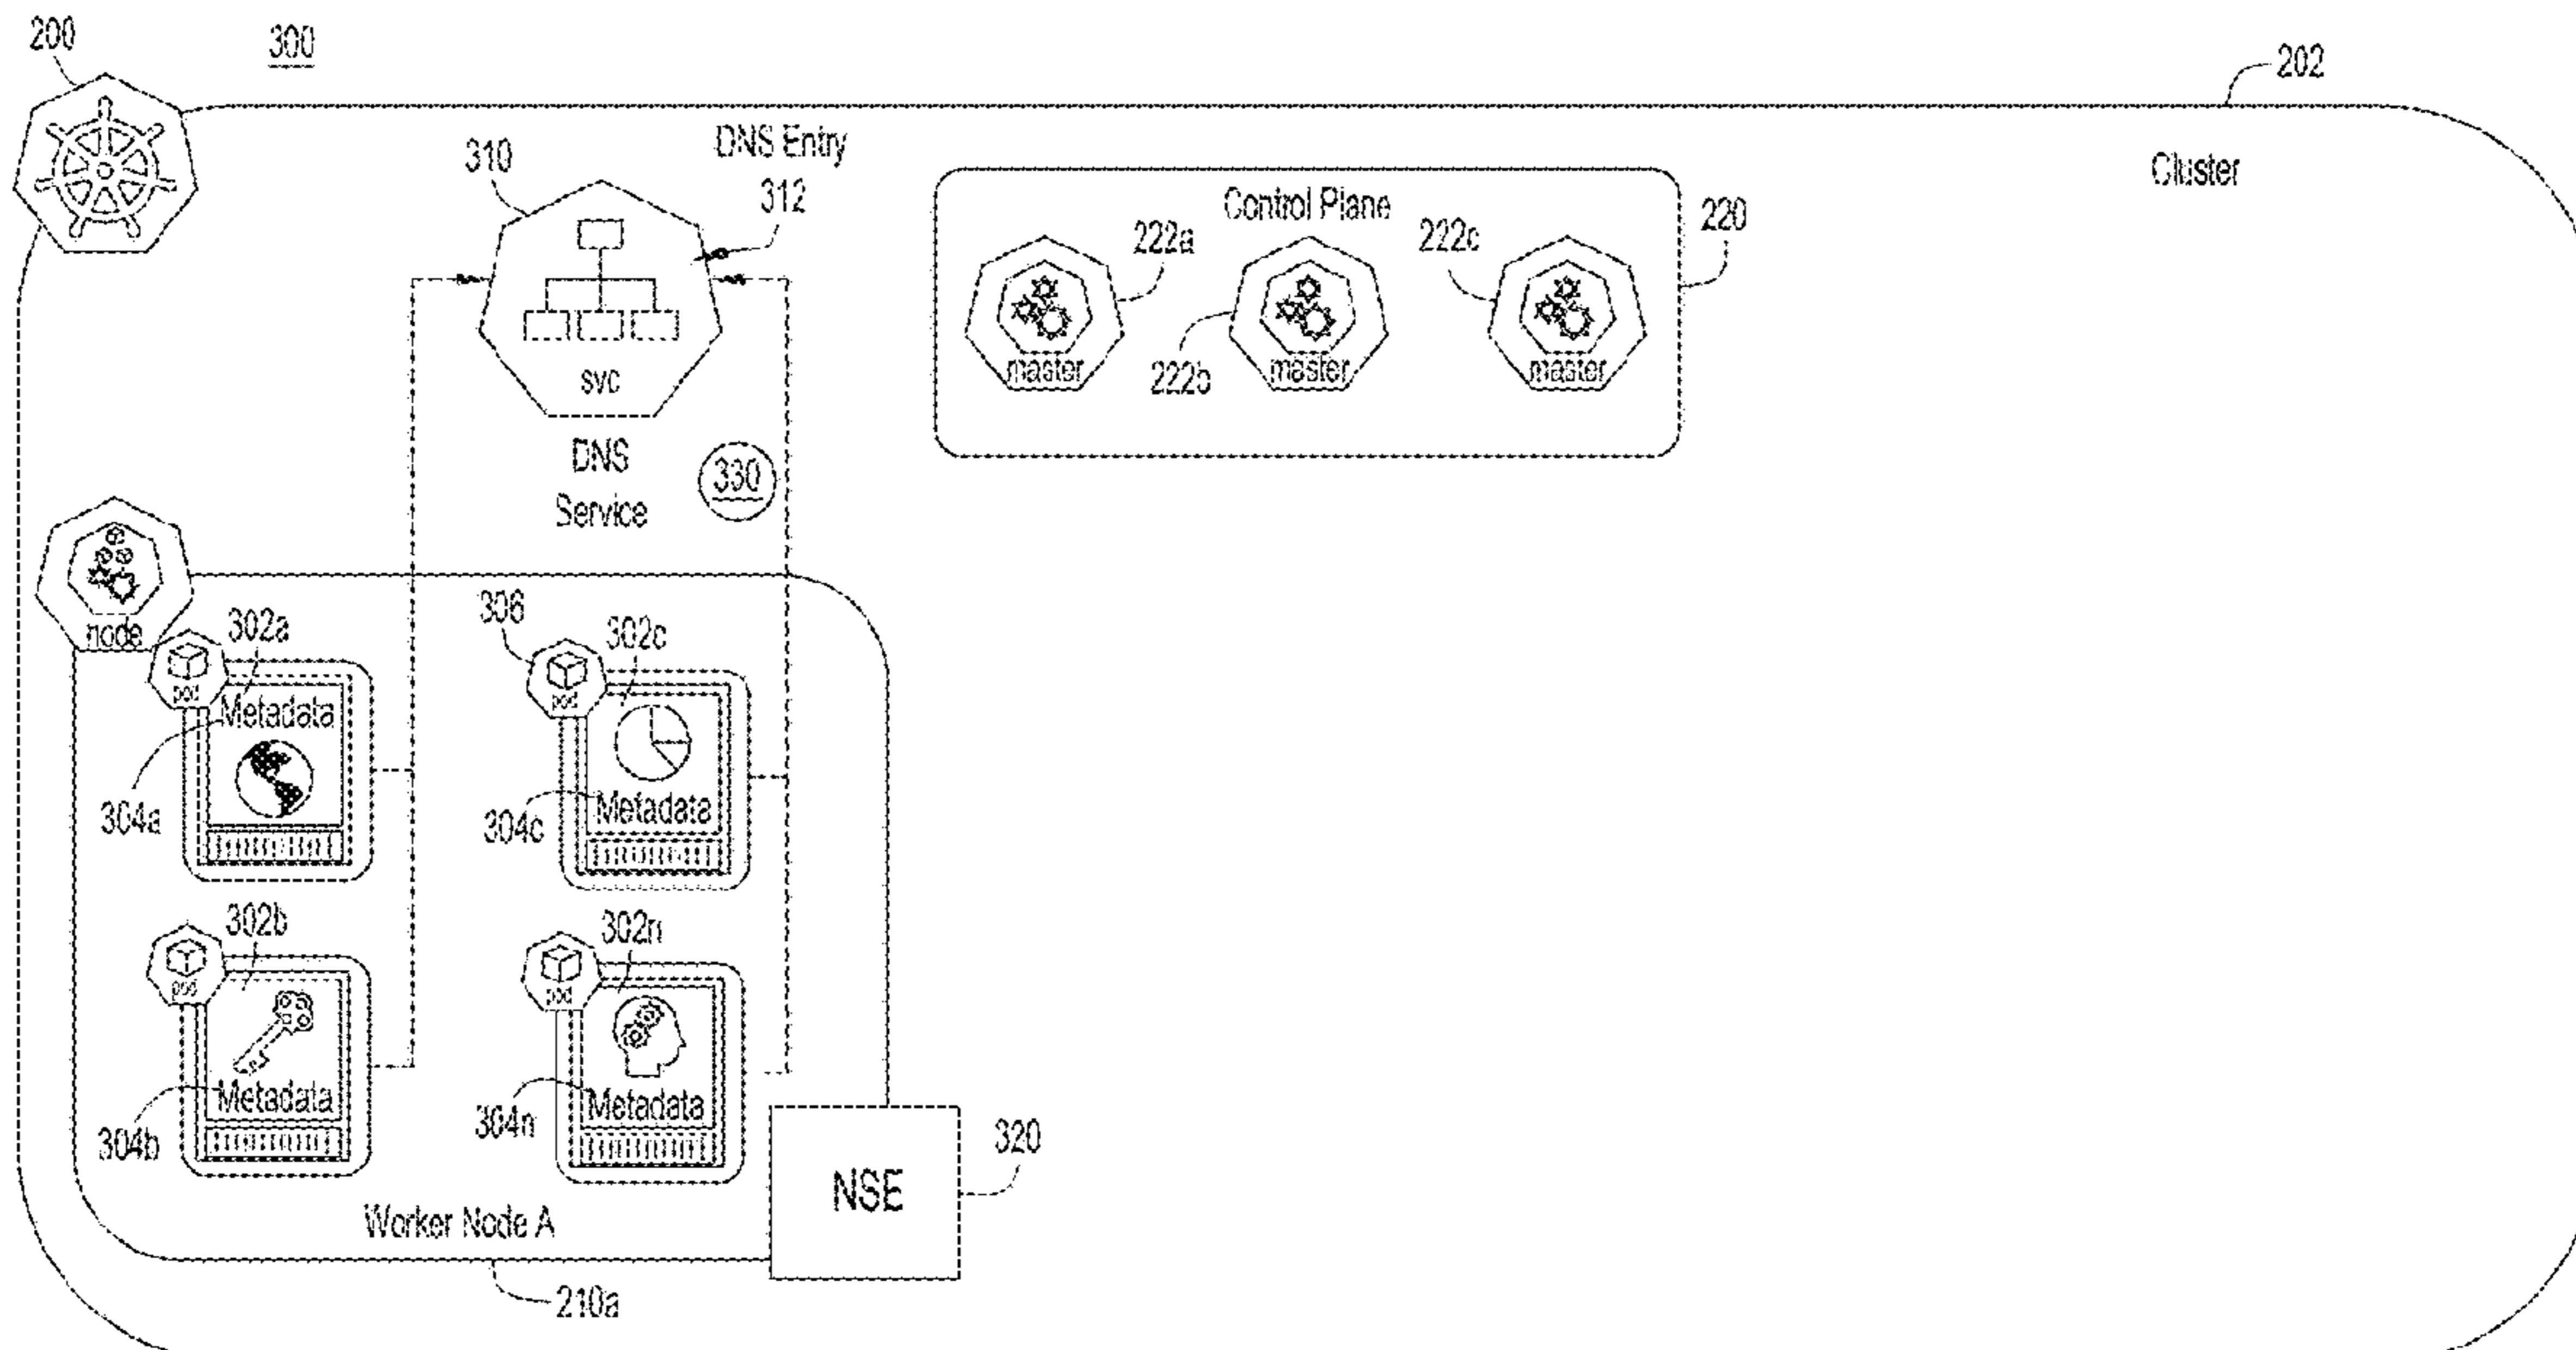 200
300
202
DNS Entry
310
312
Cluster
Control Plane
222a
222c
220
master
222b
master
master
svc
DNS
Service
330
node
302a
pod
Metadata
304a
306
302c
pod
Metadata
304c
302b
pod
Metadata
304b
302n
pod
Metadata
304n
NSE
320
Worker Node A
210a